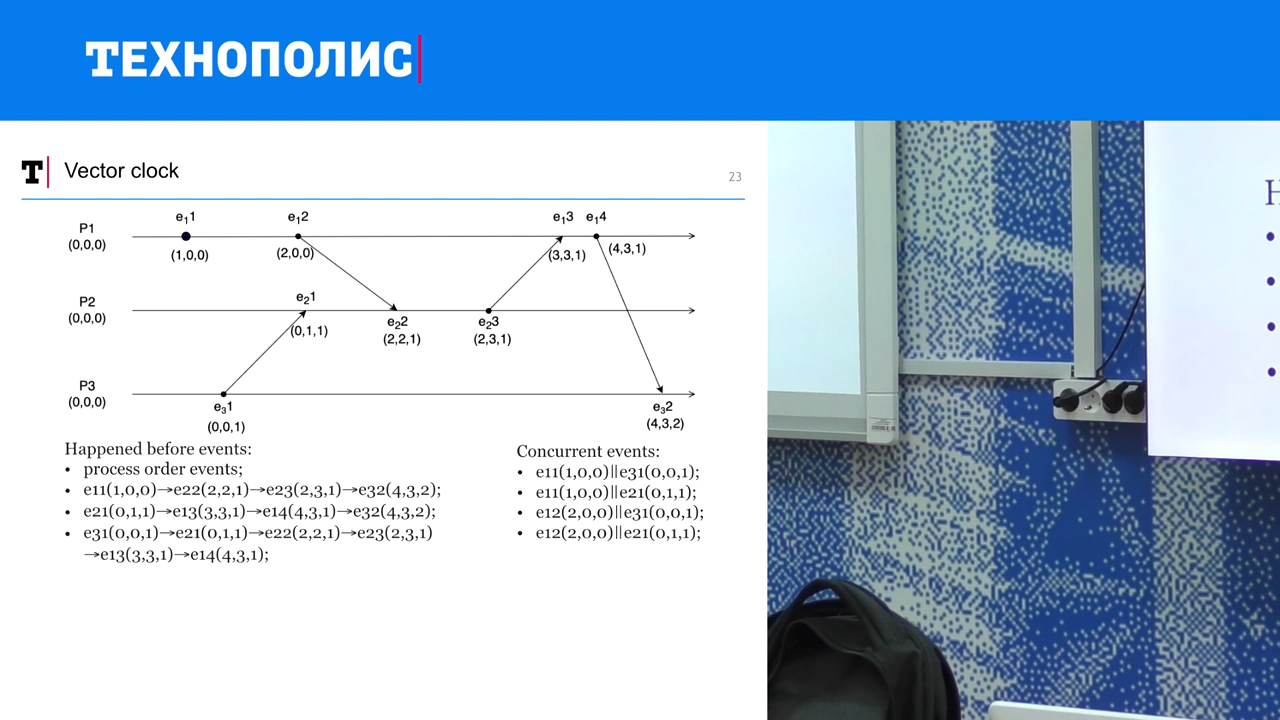 ТЕХНОПОЛИС
T Vector clock
23
e₁1 e₁2 e₁3 e₁4
P1
(0,0,0)
(1,0,0) (2,0,0) (3,3,1) (4,3,1)
P2
(0,0,0)
e₂1
(0,1,1)
e₂2 e₂3
(2,2,1) (2,3,1)
P3
(0,0,0)
e₃1 e₃2
(0,0,1) (4,3,2)
Happened before events:
• process order events;
• e11(1,0,0)→e22(2,2,1)→e23(2,3,1)→e32(4,3,2);
• e21(0,1,1)→e13(3,3,1)→e14(4,3,1)→e32(4,3,2);
• e31(0,0,1)→e21(0,1,1)→e22(2,2,1)→e23(2,3,1)
→e13(3,3,1)→e14(4,3,1);
Concurrent events:
• e11(1,0,0)||e31(0,0,1);
• e11(1,0,0)||e21(0,1,1);
• e12(2,0,0)||e31(0,0,1);
• e12(2,0,0)||e21(0,1,1);